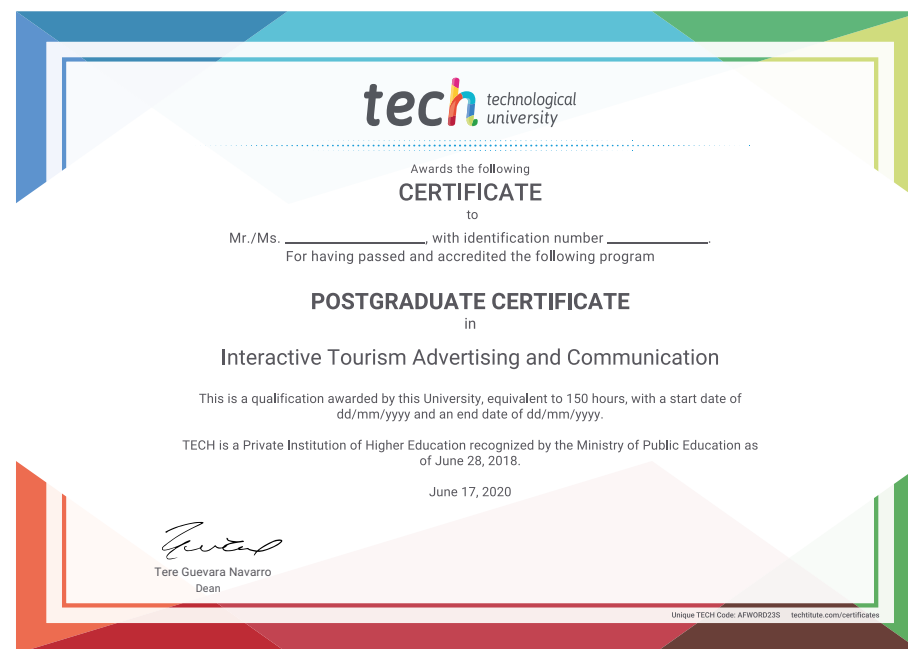 tech technological
university
Awards the following
CERTIFICATE
to
Mr./Ms. ____________________, with identification number ______________.
For having passed and accredited the following program
POSTGRADUATE CERTIFICATE
in
Interactive Tourism Advertising and Communication
This is a qualification awarded by this University, equivalent to 150 hours, with a start date of
dd/mm/yyyy and an end date of dd/mm/yyyy.
TECH is a Private Institution of Higher Education recognized by the Ministry of Public Education as
of June 28, 2018.
June 17, 2020
Tere Guevara Navarro
Dean
Unique TECH Code: AFWORD23S techtitute.com/certificates